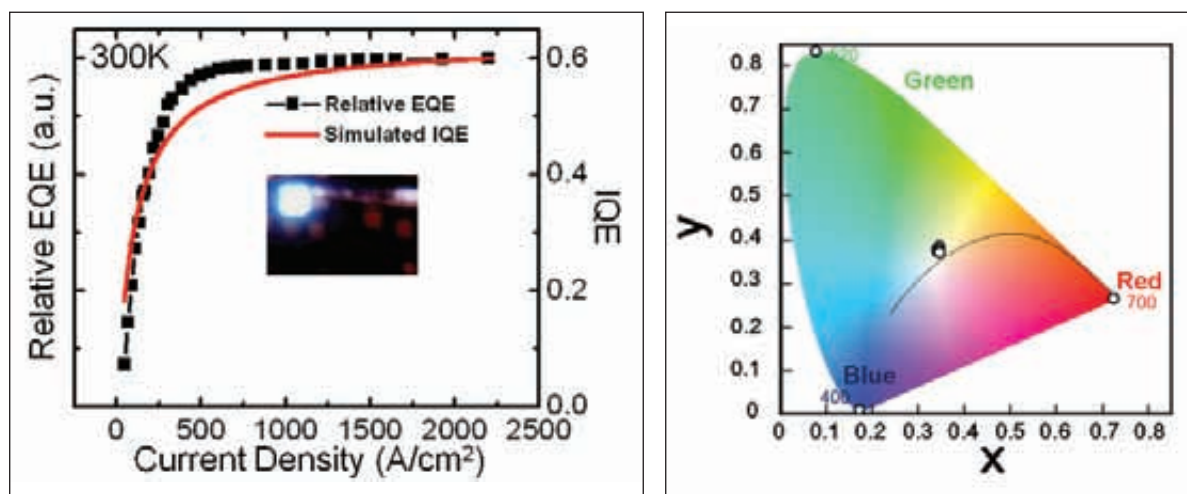 300K
Relative EQE (a.u.)
Relative EQE
Simulated IQE
0.6
0.4
0.2
0.0
IQE
0 500 1000 1500 2000 2500
Current Density (A/cm²)
0.8
0.7
0.6
0.5
0.4
0.3
0.2
0.1
0
y
520
Green
Red
700
Blue
400
0 0.1 0.2 0.3 0.4 0.5 0.6 0.7 0.8
x